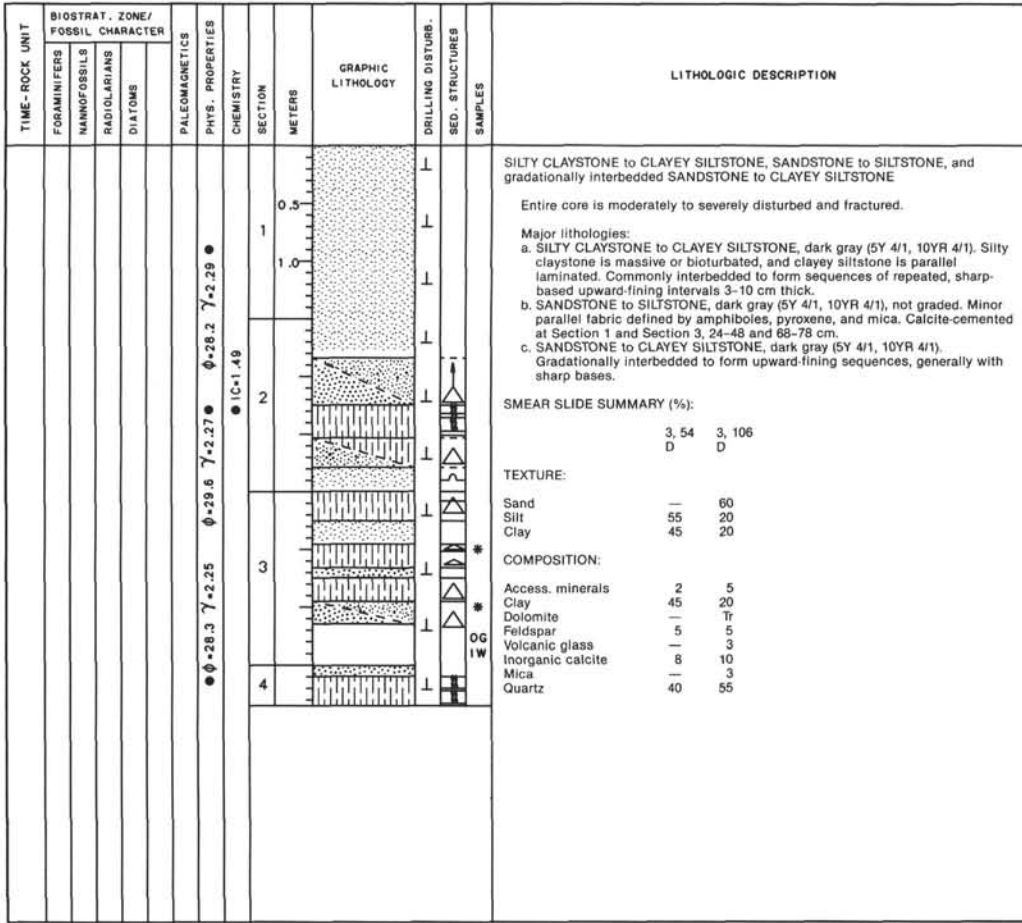 TIME-ROCK UNIT
BIOSTRAT. ZONE/
FOSSIL CHARACTER
FORAMINIFERS
NANNOFOSSILS
RADIOLARIANS
DIATOMS
PALEOMAGNETICS
PHYS. PROPERTIES
CHEMISTRY
SECTION
METERS
GRAPHIC
LITHOLOGY
DRILLING DISTURB.
SED. STRUCTURES
SAMPLES
LITHOLOGIC DESCRIPTION
● ϕ=28.3 γ=2.25 ϕ=29.6 γ=2.27 ● ϕ=28.2 γ=2.29 ●
● IC=1.49
1
2
3
4
0.5
1.0
*
*
OG
IW
SILTY CLAYSTONE to CLAYEY SILTSTONE, SANDSTONE to SILTSTONE, and
gradationally interbedded SANDSTONE to CLAYEY SILTSTONE
Entire core is moderately to severely disturbed and fractured.
Major lithologies:
a. SILTY CLAYSTONE to CLAYEY SILTSTONE, dark gray (5Y 4/1, 10YR 4/1). Silty
claystone is massive or bioturbated, and clayey siltstone is parallel
laminated. Commonly interbedded to form sequences of repeated, sharp-
based upward-fining intervals 3–10 cm thick.
b. SANDSTONE to SILTSTONE, dark gray (5Y 4/1, 10YR 4/1), not graded. Minor
parallel fabric defined by amphiboles, pyroxene, and mica. Calcite-cemented
at Section 1 and Section 3, 24–48 and 68–78 cm.
c. SANDSTONE to CLAYEY SILTSTONE, dark gray (5Y 4/1, 10YR 4/1).
Gradationally interbedded to form upward-fining sequences, generally with
sharp bases.
SMEAR SLIDE SUMMARY (%):
3, 54 3, 106
D D
TEXTURE:
Sand — 60
Silt 55 20
Clay 45 20
COMPOSITION:
Access. minerals 2 5
Clay 45 20
Dolomite — Tr
Feldspar 5 5
Volcanic glass — 3
Inorganic calcite 8 10
Mica — 3
Quartz 40 55